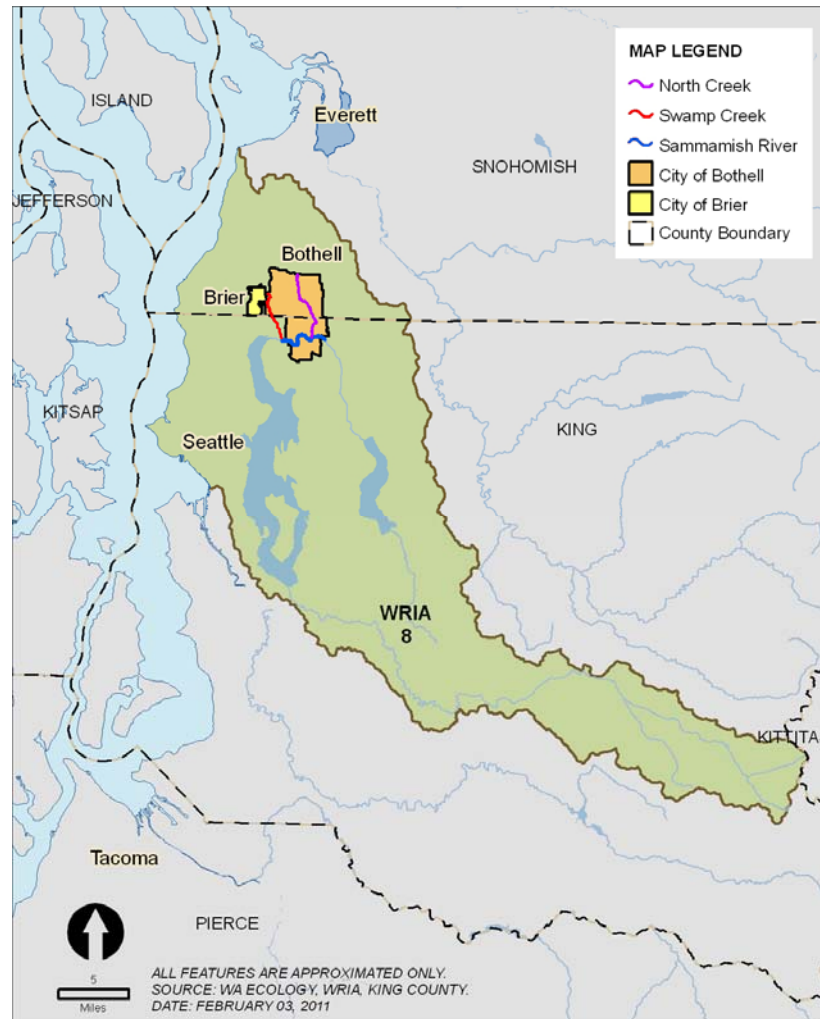 MAP LEGEND
North Creek
Swamp Creek
Sammamish River
City of Bothell
City of Brier
County Boundary
ISLAND
Everett
SNOHOMISH
JEFFERSON
Bothell
Brier
KITSAP
KING
Seattle
WRIA
8
KITTITA
Tacoma
PIERCE
5
Miles
ALL FEATURES ARE APPROXIMATED ONLY.
SOURCE: WA ECOLOGY, WRIA, KING COUNTY.
DATE: FEBRUARY 03, 2011